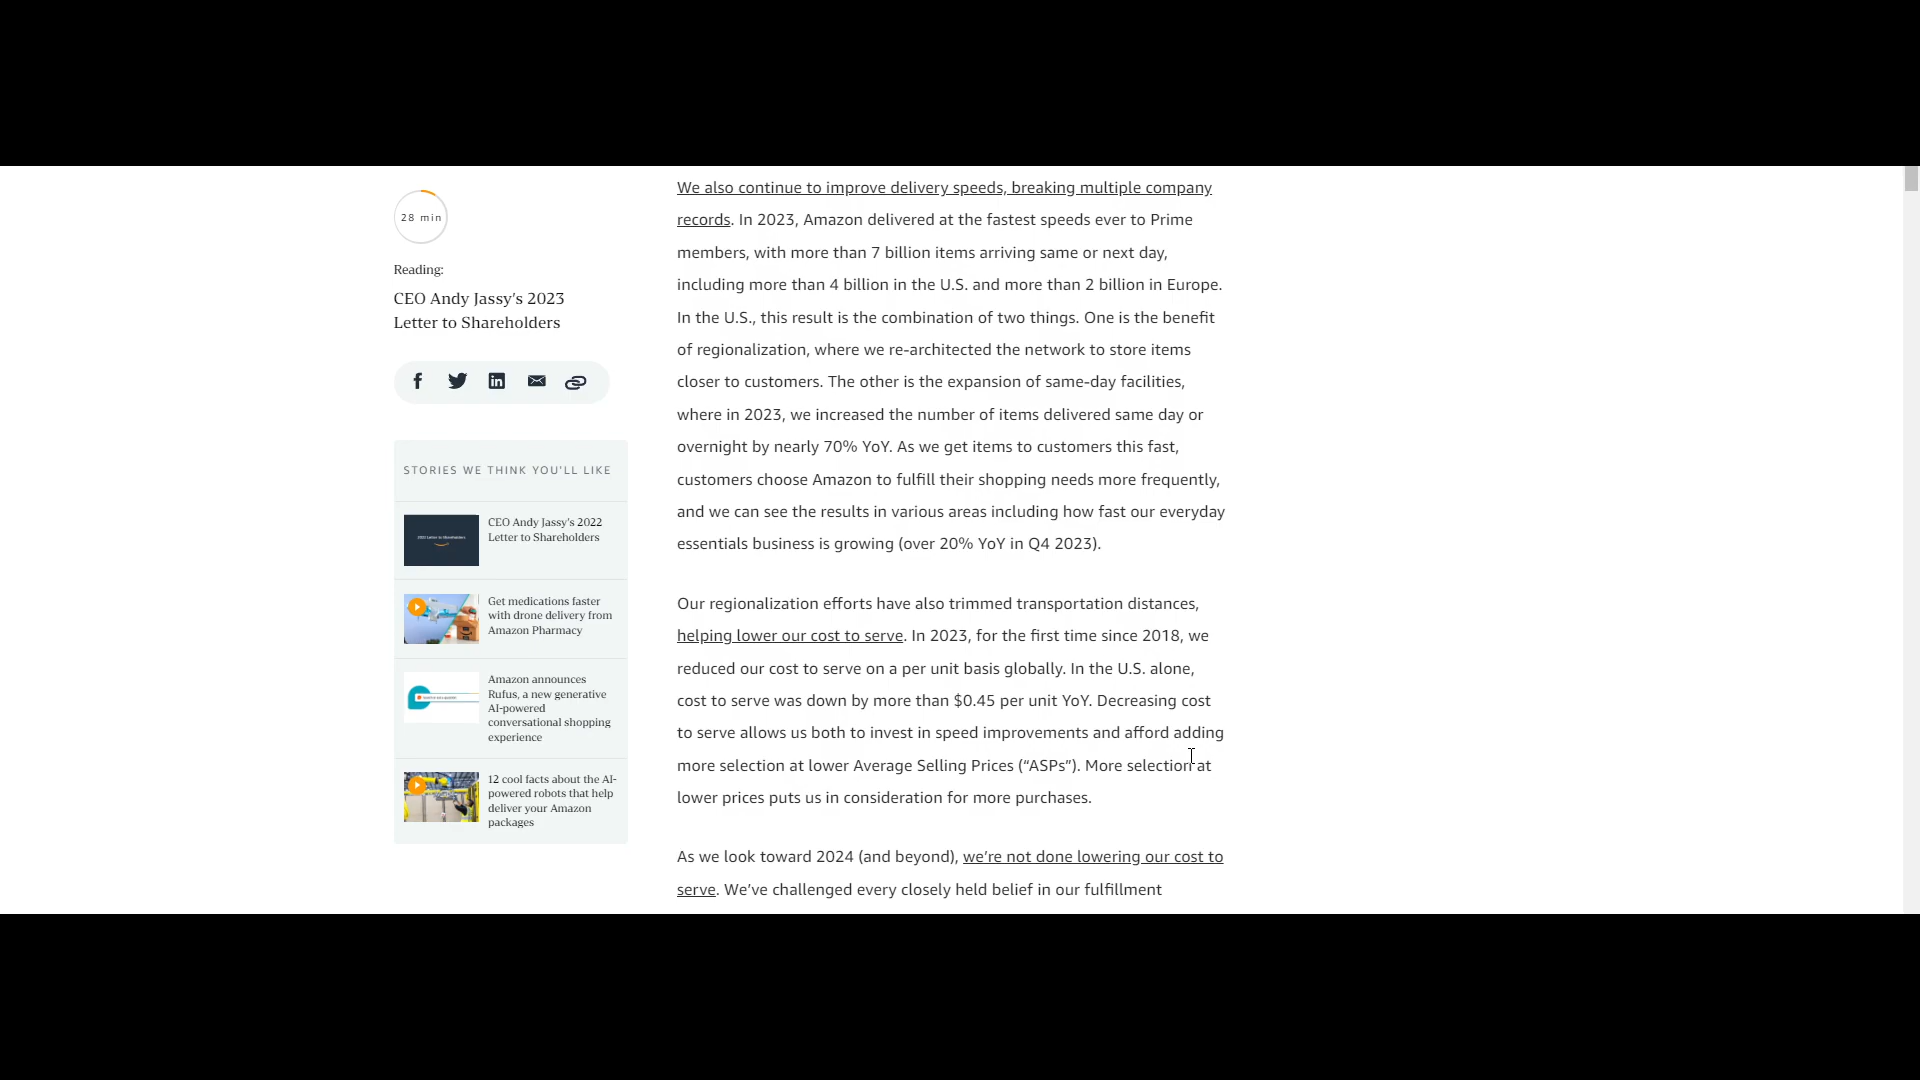 28 min
Reading:
CEO Andy Jassy’s 2023
Letter to Shareholders
STORIES WE THINK YOU'LL LIKE
CEO Andy Jassy’s 2022
Letter to Shareholders
Get medications faster
with drone delivery from
Amazon Pharmacy
Amazon announces
Rufus, a new generative
AI-powered
conversational shopping
experience
12 cool facts about the AI-
powered robots that help
deliver your Amazon
packages
We also continue to improve delivery speeds, breaking multiple company
records. In 2023, Amazon delivered at the fastest speeds ever to Prime
members, with more than 7 billion items arriving same or next day,
including more than 4 billion in the U.S. and more than 2 billion in Europe.
In the U.S., this result is the combination of two things. One is the benefit
of regionalization, where we re-architected the network to store items
closer to customers. The other is the expansion of same-day facilities,
where in 2023, we increased the number of items delivered same day or
overnight by nearly 70% YoY. As we get items to customers this fast,
customers choose Amazon to fulfill their shopping needs more frequently,
and we can see the results in various areas including how fast our everyday
essentials business is growing (over 20% YoY in Q4 2023).
Our regionalization efforts have also trimmed transportation distances,
helping lower our cost to serve. In 2023, for the first time since 2018, we
reduced our cost to serve on a per unit basis globally. In the U.S. alone,
cost to serve was down by more than $0.45 per unit YoY. Decreasing cost
to serve allows us both to invest in speed improvements and afford adding
more selection at lower Average Selling Prices (“ASPs”). More selection at
lower prices puts us in consideration for more purchases.
As we look toward 2024 (and beyond), we’re not done lowering our cost to
serve. We’ve challenged every closely held belief in our fulfillment